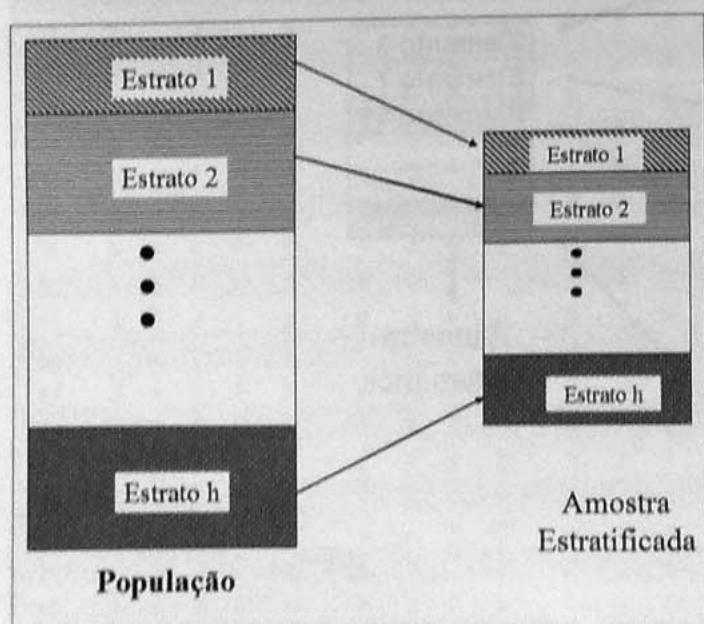 Estrato 1
Estrato 2
Estrato h
População
Estrato 1
Estrato 2
Estrato h
Amostra
Estratificada